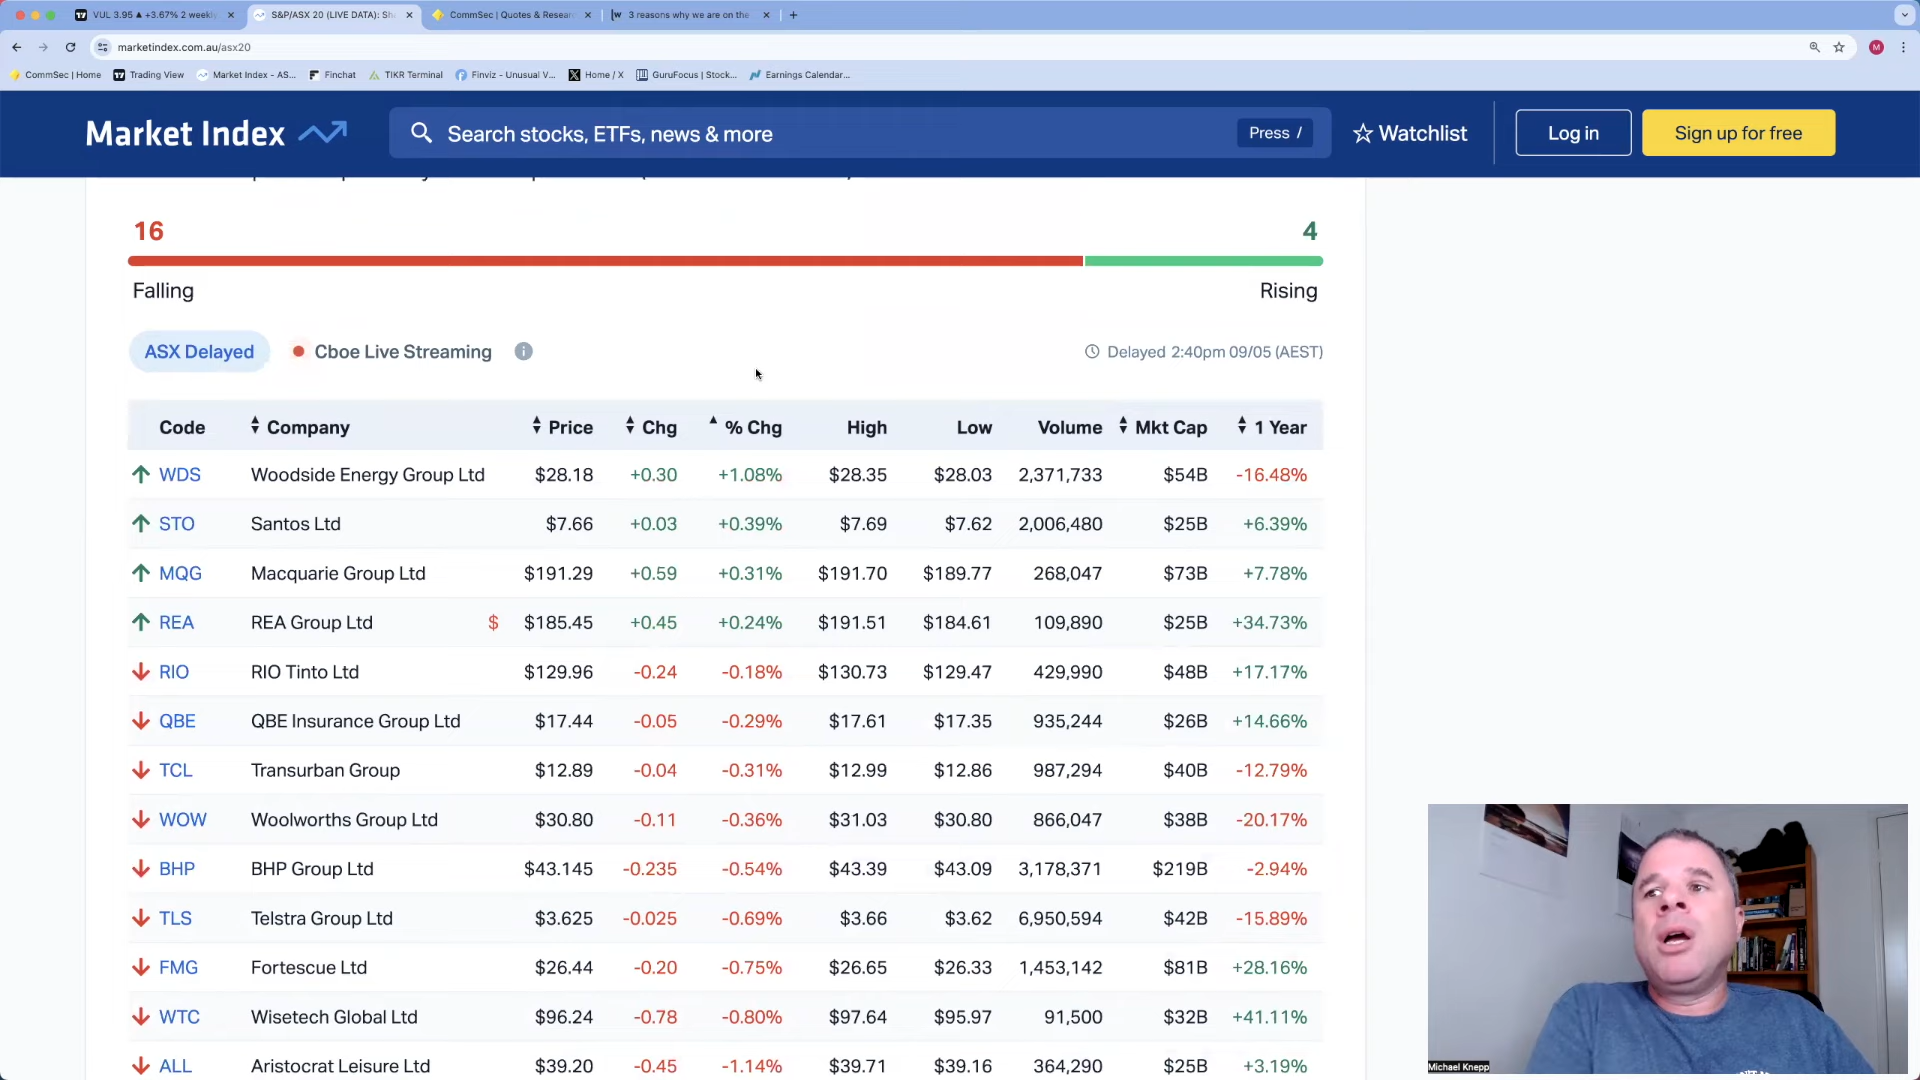 VUL 3.95 ▲ +3.67% 2 weekly
S&P/ASX 20 (LIVE DATA): Sh
CommSec | Quotes & Resear
3 reasons why we are on the
marketindex.com.au/asx20
M
CommSec | Home
Trading View
Market Index - AS...
Finchat
TIKR Terminal
Finviz - Unusual V...
Home / X
GuruFocus | Stock...
Earnings Calendar...
Market Index
Search stocks, ETFs, news & more
Press /
Watchlist
Log in
Sign up for free
16 4
Falling Rising
ASX Delayed Cboe Live Streaming Delayed 2:40pm 09/05 (AEST)
Code Company Price Chg % Chg High Low Volume Mkt Cap 1 Year
WDS Woodside Energy Group Ltd $28.18 +0.30 +1.08% $28.35 $28.03 2,371,733 $54B -16.48%
STO Santos Ltd $7.66 +0.03 +0.39% $7.69 $7.62 2,006,480 $25B +6.39%
MQG Macquarie Group Ltd $191.29 +0.59 +0.31% $191.70 $189.77 268,047 $73B +7.78%
REA REA Group Ltd $ $185.45 +0.45 +0.24% $191.51 $184.61 109,890 $25B +34.73%
RIO RIO Tinto Ltd $129.96 -0.24 -0.18% $130.73 $129.47 429,990 $48B +17.17%
QBE QBE Insurance Group Ltd $17.44 -0.05 -0.29% $17.61 $17.35 935,244 $26B +14.66%
TCL Transurban Group $12.89 -0.04 -0.31% $12.99 $12.86 987,294 $40B -12.79%
WOW Woolworths Group Ltd $30.80 -0.11 -0.36% $31.03 $30.80 866,047 $38B -20.17%
BHP BHP Group Ltd $43.145 -0.235 -0.54% $43.39 $43.09 3,178,371 $219B -2.94%
TLS Telstra Group Ltd $3.625 -0.025 -0.69% $3.66 $3.62 6,950,594 $42B -15.89%
FMG Fortescue Ltd $26.44 -0.20 -0.75% $26.65 $26.33 1,453,142 $81B +28.16%
WTC Wisetech Global Ltd $96.24 -0.78 -0.80% $97.64 $95.97 91,500 $32B +41.11%
ALL Aristocrat Leisure Ltd $39.20 -0.45 -1.14% $39.71 $39.16 364,290 $25B +3.19%
Michael Knepp